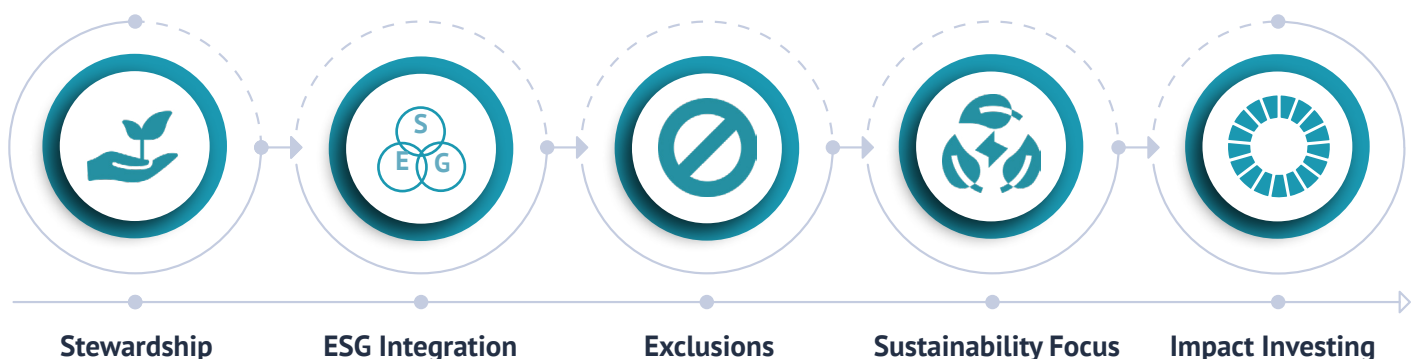 S
E G
Stewardship ESG Integration Exclusions Sustainability Focus Impact Investing